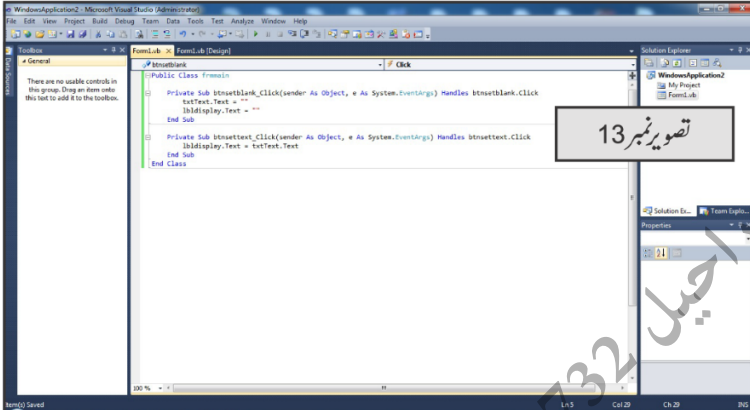 WindowsApplication2 - Microsoft Visual Studio (Administrator)
File Edit View Project Build Debug Team Data Tools Test Analyze Window Help
Toolbox
General
There are no usable controls in
this group. Drag an item onto
this text to add it to the toolbox.
Data Sources
Form1.vb Form1.vb [Design]
btnsetblank Click
Public Class frmmain
Private Sub btnsetblank_Click(sender As Object, e As System.EventArgs) Handles btnsetblank.Click
txtText.Text = ""
lbldisplay.Text = ""
End Sub
Private Sub btnsettext_Click(sender As Object, e As System.EventArgs) Handles btnsettext.Click
lbldisplay.Text = txtText.Text
End Sub
End Class
100 %
Solution Explorer
WindowsApplication2
My Project
Form1.vb
تصویر نمبر 13
Solution Ex... Team Explo...
Properties
732
Item(s) Saved Ln 5 Col 29 Ch 29 INS